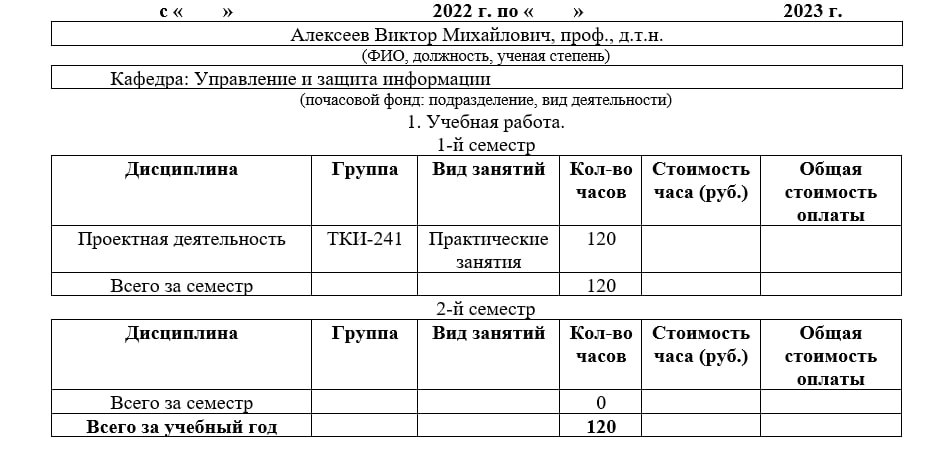 с « » 2022 г. по « » 2023 г.
Алексеев Виктор Михайлович, проф., д.т.н.
(ФИО, должность, ученая степень)
Кафедра: Управление и защита информации
(почасовой фонд: подразделение, вид деятельности)
1. Учебная работа.
1-й семестр
Дисциплина Группа Вид занятий Кол-во Стоимость Общая
часов часа (руб.) стоимость
оплаты
Проектная деятельность ТКИ-241 Практические 120
занятия
Всего за семестр 120
2-й семестр
Дисциплина Группа Вид занятий Кол-во Стоимость Общая
часов часа (руб.) стоимость
оплаты
Всего за семестр 0
Всего за учебный год 120